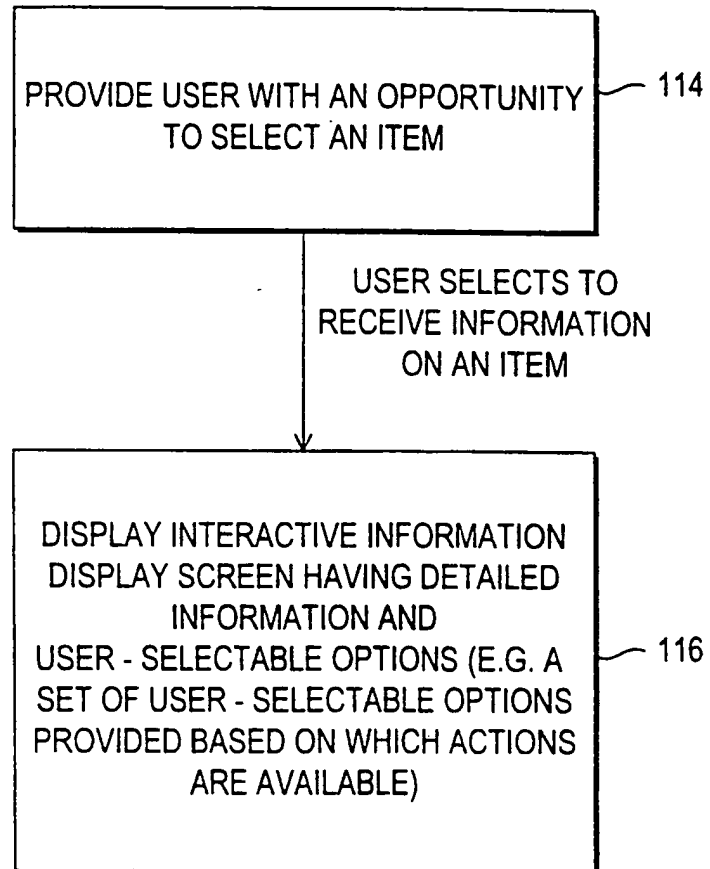 PROVIDE USER WITH AN OPPORTUNITY
TO SELECT AN ITEM
114
USER SELECTS TO
RECEIVE INFORMATION
ON AN ITEM
DISPLAY INTERACTIVE INFORMATION
DISPLAY SCREEN HAVING DETAILED
INFORMATION AND
USER - SELECTABLE OPTIONS (E.G. A
SET OF USER - SELECTABLE OPTIONS
PROVIDED BASED ON WHICH ACTIONS
ARE AVAILABLE)
116